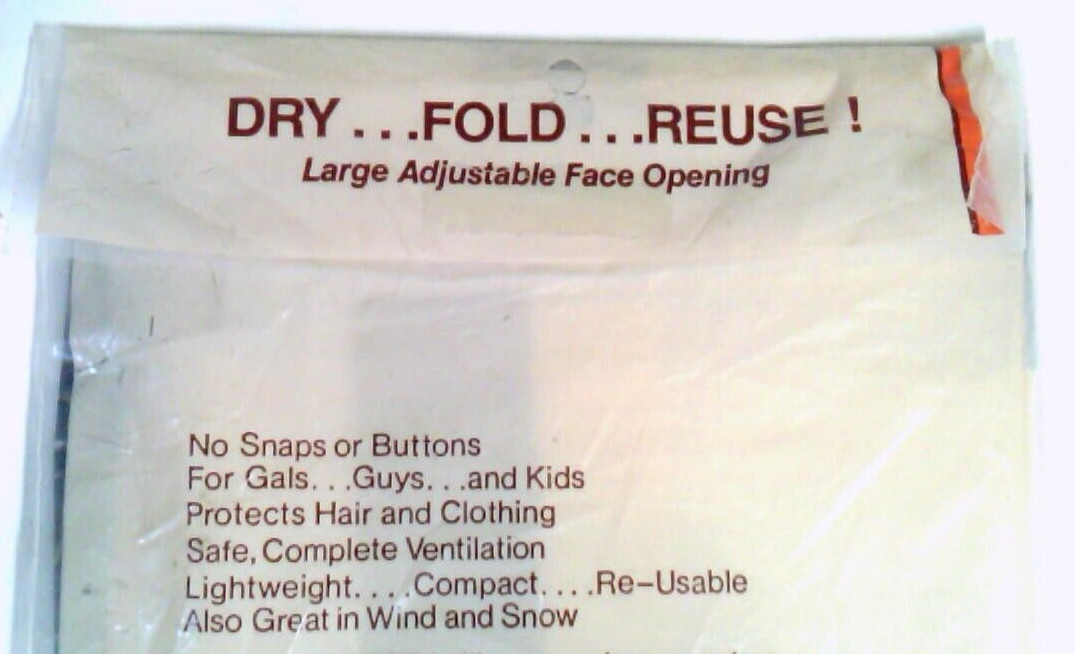 DRY...FOLD...REUSE!
Large Adjustable Face Opening
No Snaps or Buttons
For Gals...Guys...and Kids
Protects Hair and Clothing
Safe, Complete Ventilation
Lightweight....Compact....Re-Usable
Also Great in Wind and Snow